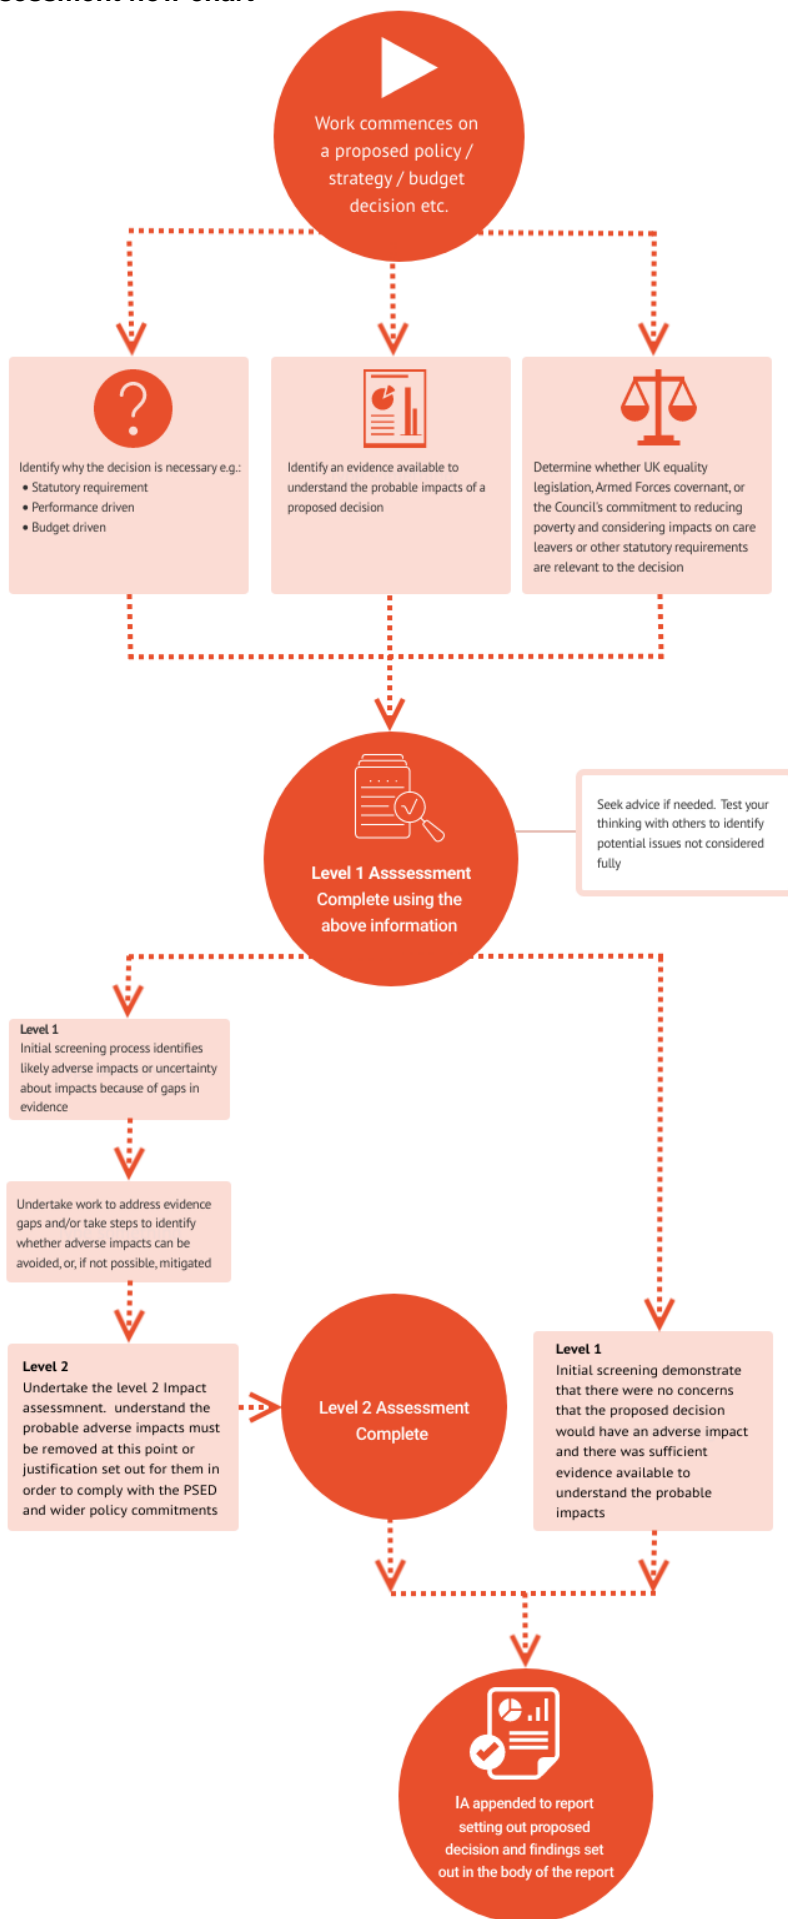 Work commences on
a proposed policy /
strategy / budget
decision etc.
Identify why the decision is necessary e.g.:
• Statutory requirement
• Performance driven
• Budget driven
Identify an evidence available to
understand the probable impacts of a
proposed decision
Determine whether UK equality
legislation, Armed Forces covernant, or
the Council's commitment to reducing
poverty and considering impacts on care
leavers or other statutory requirements
are relevant to the decision
Level 1 Asssessment
Complete using the
above information
Seek advice if needed. Test your
thinking with others to identify
potential issues not considered
fully
Level 1
Initial screening process identifies
likely adverse impacts or uncertainty
about impacts because of gaps in
evidence
Undertake work to address evidence
gaps and/or take steps to identify
whether adverse impacts can be
avoided, or, if not possible, mitigated
Level 2
Undertake the level 2 Impact
assessmnent. understand the
probable adverse impacts must
be removed at this point or
justification set out for them in
order to comply with the PSED
and wider policy commitments
Level 2 Assessment
Complete
Level 1
Initial screening demonstrate
that there were no concerns
that the proposed decision
would have an adverse impact
and there was sufficient
evidence available to
understand the probable
impacts
IA appended to report
setting out proposed
decision and findings set
out in the body of the report